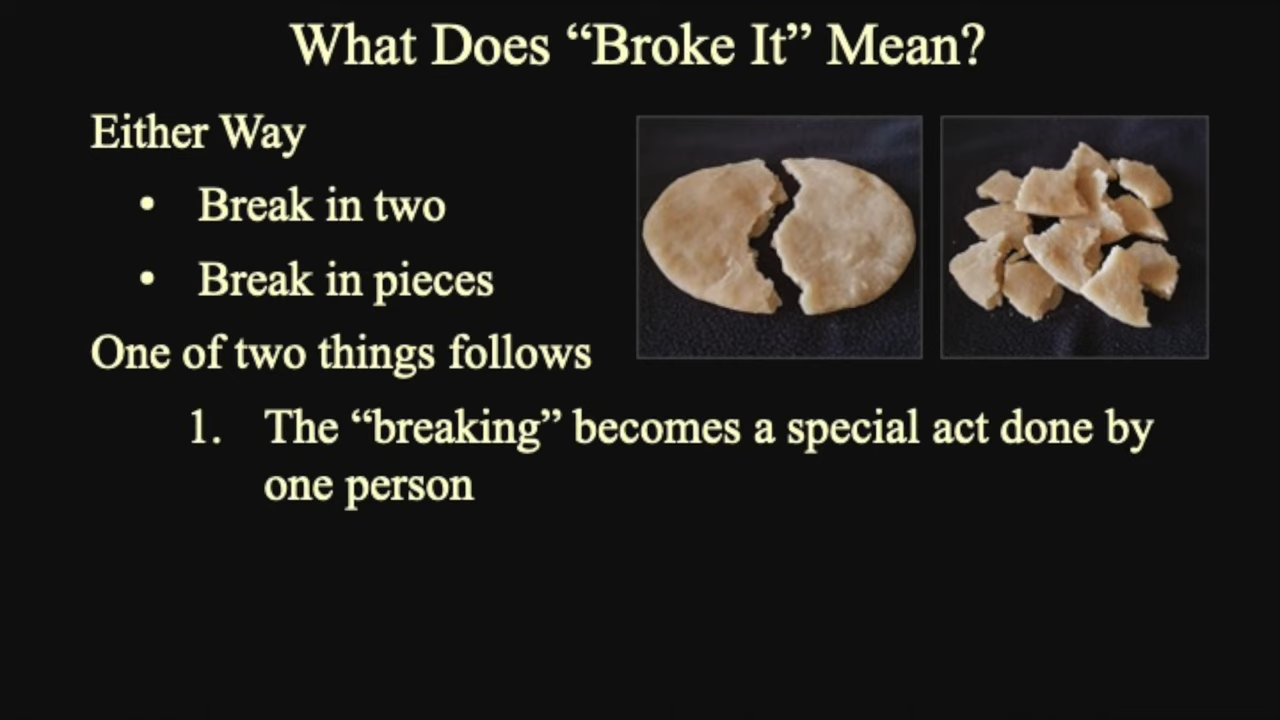 What Does “Broke It” Mean?
Either Way
• Break in two
• Break in pieces
One of two things follows
1. The “breaking” becomes a special act done by
one person